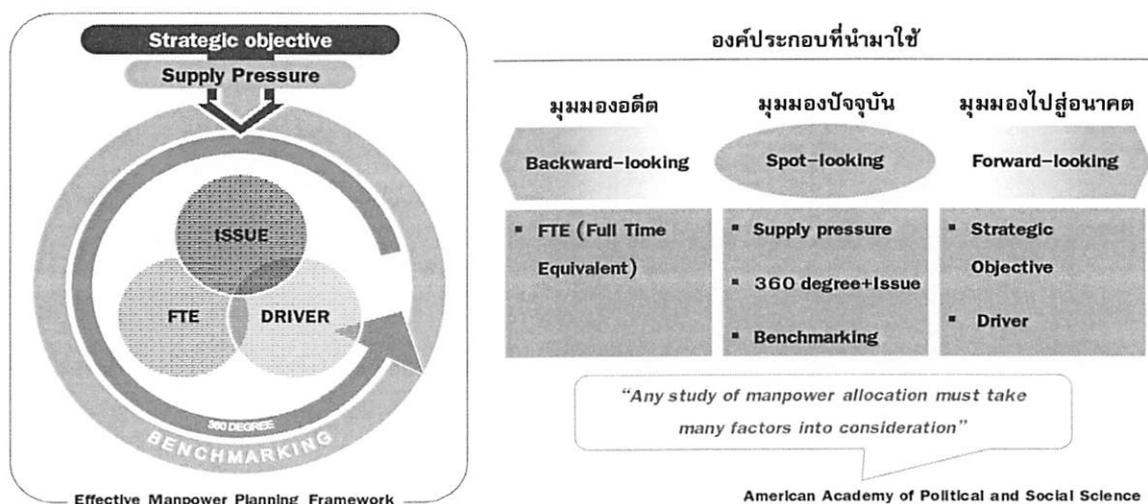 Strategic objective
Supply Pressure
ISSUE
FTE
DRIVER
360 DEGREE
BENCHMARKING
Effective Manpower Planning Framework
องค์ประกอบที่นำมาใช้
มุมมองอดีต
มุมมองปัจจุบัน
มุมมองไปสู่อนาคต
Backward-looking
Spot-looking
Forward-looking
▪ FTE (Full Time
Equivalent)
▪ Supply pressure
▪ 360 degree+Issue
▪ Benchmarking
▪ Strategic
Objective
▪ Driver
"Any study of manpower allocation must take
many factors into consideration"
American Academy of Political and Social Science